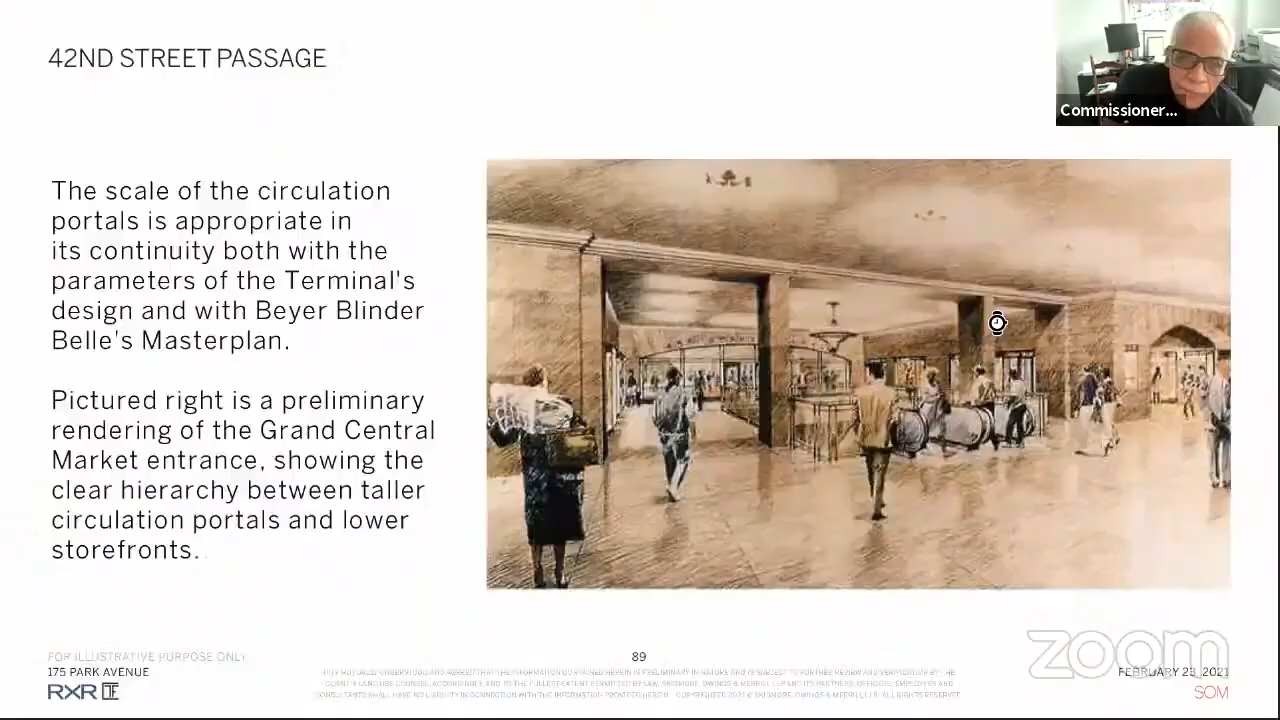 42ND STREET PASSAGE
Commissioner...
The scale of the circulation
portals is appropriate in
its continuity both with the
parameters of the Terminal's
design and with Beyer Blinder
Belle's Masterplan.
Pictured right is a preliminary
rendering of the Grand Central
Market entrance, showing the
clear hierarchy between taller
circulation portals and lower
storefronts.
FOR ILLUSTRATIVE PURPOSE ONLY
175 PARK AVENUE
RXR
89
zoom
FEBRUARY 23, 2021
SOM